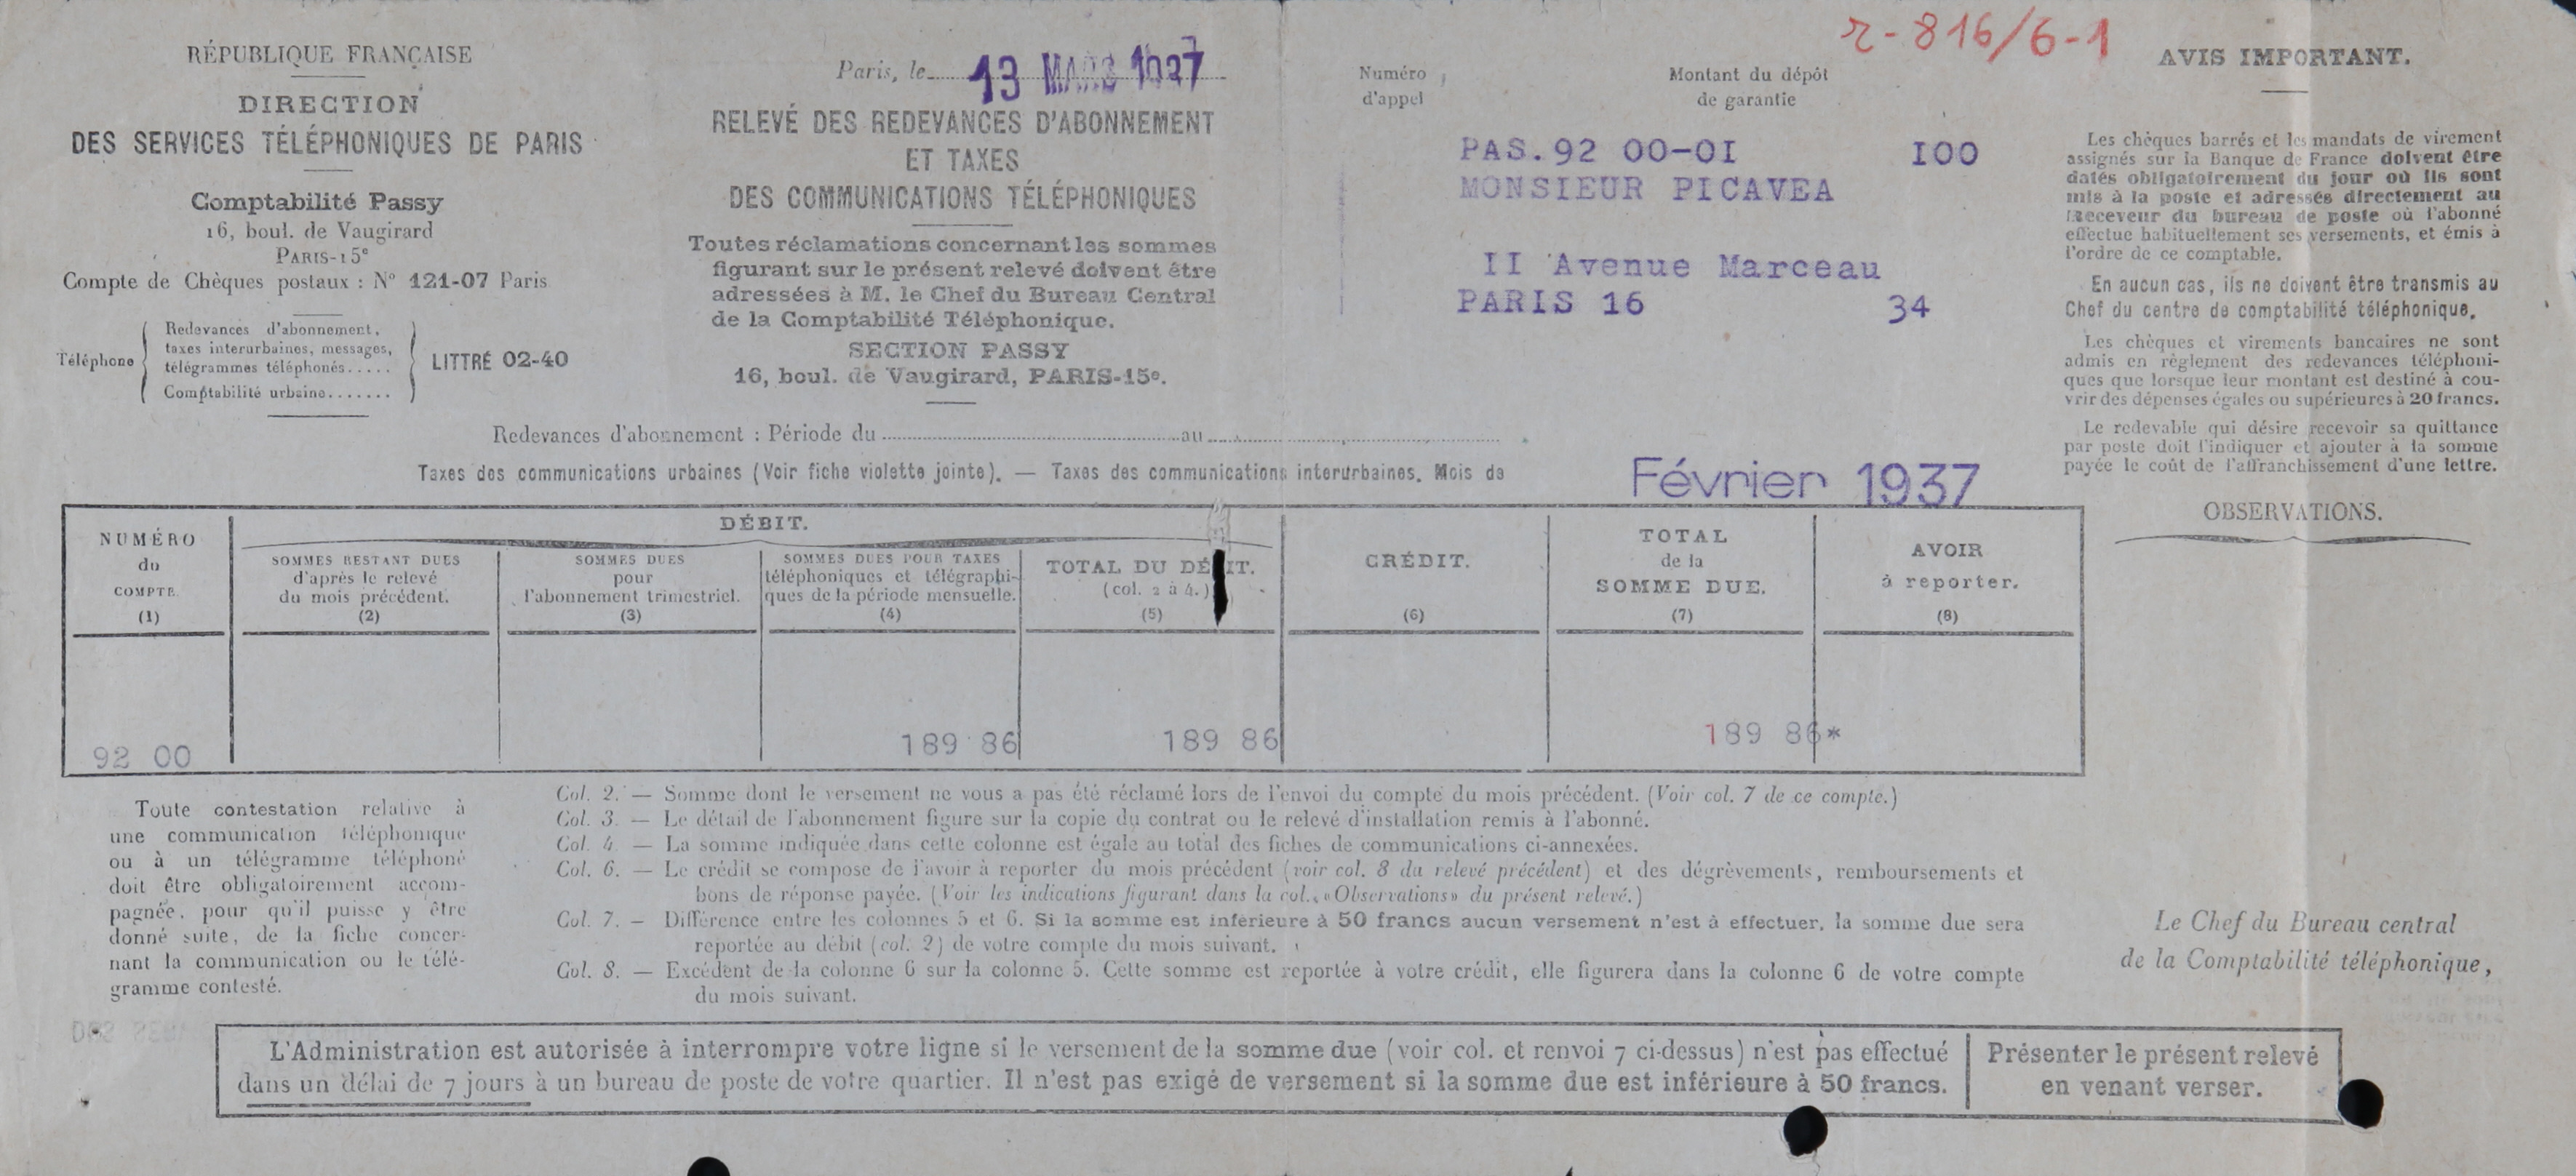 r-816/6-1
RÉPUBLIQUE FRANÇAISE
DIRECTION
DES SERVICES TÉLÉPHONIQUES DE PARIS
Comptabilité Passy
16, boul. de Vaugirard
PARIS-15e
Compte de Chèques postaux : N° 121-07 Paris
Téléphone
Redevances d'abonnement,
taxes interurbaines, messages,
télégrammes téléphonés.....
Comptabilité urbaine.......
LITTRÉ 02-40
Paris, le 13 MARS 1937
RELEVÉ DES REDEVANCES D'ABONNEMENT
ET TAXES
DES COMMUNICATIONS TÉLÉPHONIQUES
Toutes réclamations concernant les sommes
figurant sur le présent relevé doivent être
adressées à M. le Chef du Bureau Central
de la Comptabilité Téléphonique.
SECTION PASSY
16, boul. de Vaugirard, PARIS-15e.
Numéro
d'appel
Montant du dépôt
de garantie
PAS.92 00-OI 100
MONSIEUR PICAVEA
II Avenue Marceau
PARIS 16 34
AVIS IMPORTANT.
Les chèques barrés et les mandats de virement
assignés sur la Banque de France doivent être
datés obligatoirement du jour où ils sont
mis à la poste et adressés directement au
Receveur du bureau de poste où l'abonné
effectue habituellement ses versements, et émis à
l'ordre de ce comptable.
En aucun cas, ils ne doivent être transmis au
Chef du centre de comptabilité téléphonique.
Les chèques et virements bancaires ne sont
admis en règlement des redevances téléphoni-
ques que lorsque leur montant est destiné à cou-
vrir des dépenses égales ou supérieures à 20 francs.
Le redevable qui désire recevoir sa quittance
par poste doit l'indiquer et ajouter à la somme
payée le coût de l'affranchissement d'une lettre.
OBSERVATIONS.
Redevances d'abonnement : Période du au
Taxes des communications urbaines (Voir fiche violette jointe). — Taxes des communications interurbaines. Mois de Février 1937
NUMÉRO
du
COMPTE.
(1)
DÉBIT.
SOMMES RESTANT DUES
d'après le relevé
du mois précédent.
(2)
SOMMES DUES
pour
l'abonnement trimestriel.
(3)
SOMMES DUES POUR TAXES
téléphoniques et télégraphi-
ques de la période mensuelle.
(4)
TOTAL DU DÉBIT.
(col. 2 à 4.)
(5)
CRÉDIT.
(6)
TOTAL
de la
SOMME DUE.
(7)
AVOIR
à reporter.
(8)
92 00 189 86 189 86 189 86*
Toute contestation relative à
une communication téléphonique
ou à un télégramme téléphoné
doit être obligatoirement accom-
pagnée, pour qu'il puisse y être
donné suite, de la fiche concer-
nant la communication ou le télé-
gramme contesté.
Col. 2. — Somme dont le versement ne vous a pas été réclamé lors de l'envoi du compte du mois précédent. (Voir col. 7 de ce compte.)
Col. 3. — Le détail de l'abonnement figure sur la copie du contrat ou le relevé d'installation remis à l'abonné.
Col. 4. — La somme indiquée dans cette colonne est égale au total des fiches de communications ci-annexées.
Col. 6. — Le crédit se compose de l'avoir à reporter du mois précédent (voir col. 8 du relevé précédent) et des dégrèvements, remboursements et
bons de réponse payée. (Voir les indications figurant dans la col. «Observations» du présent relevé.)
Col. 7. — Différence entre les colonnes 5 et 6. Si la somme est inférieure à 50 francs aucun versement n'est à effectuer, la somme due sera
reportée au débit (col. 2) de votre compte du mois suivant.
Col. 8. — Excédent de la colonne 6 sur la colonne 5. Cette somme est reportée à votre crédit, elle figurera dans la colonne 6 de votre compte
du mois suivant.
Le Chef du Bureau central
de la Comptabilité téléphonique,
L'Administration est autorisée à interrompre votre ligne si le versement de la somme due (voir col. et renvoi 7 ci-dessus) n'est pas effectué
dans un délai de 7 jours à un bureau de poste de votre quartier. Il n'est pas exigé de versement si la somme due est inférieure à 50 francs.
Présenter le présent relevé
en venant verser.